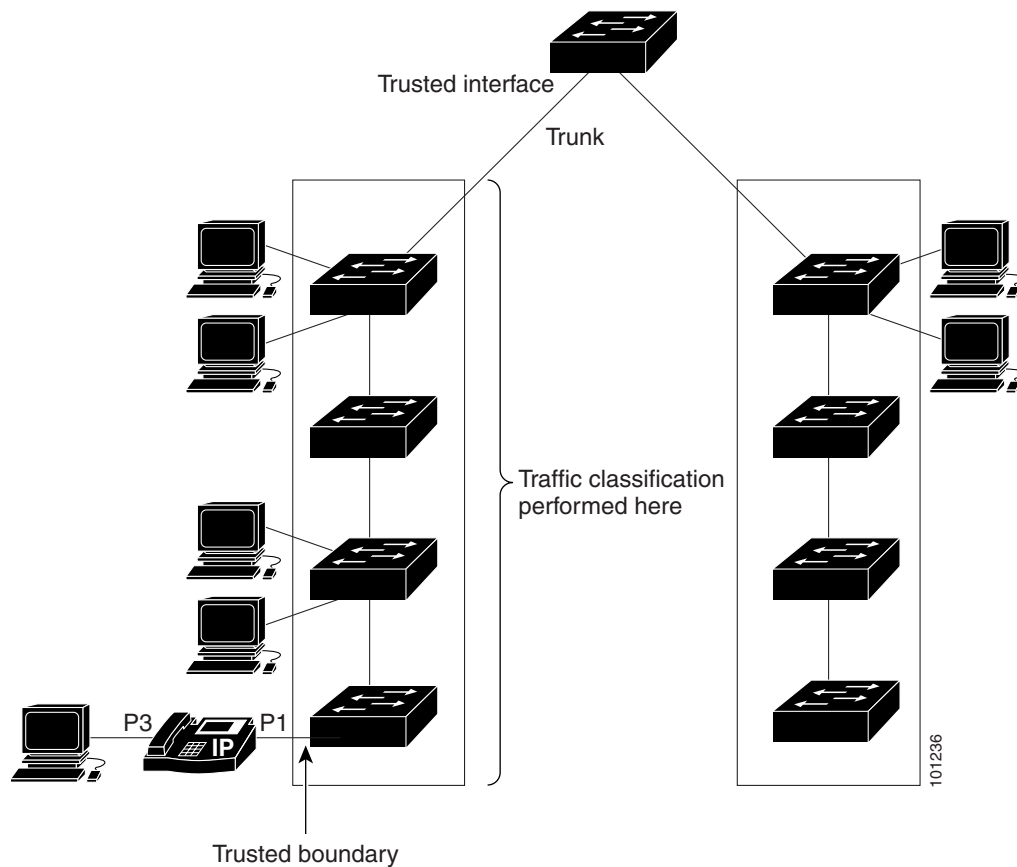 Trusted interface
Trunk
Traffic classification
performed here
P3
IP
P1
101236
Trusted boundary